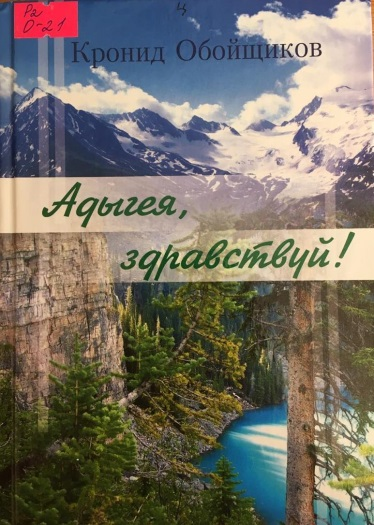 Ра
О-21
ц
Кронид Обойщиков
Адыгея,
здравствуй!